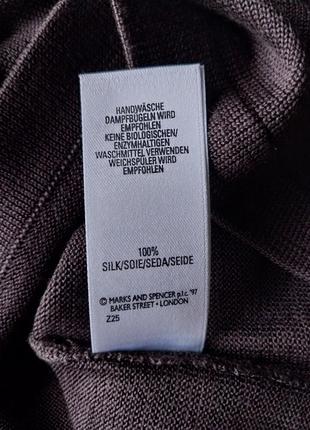 HANDWÄSCHE
DAMPFBÜGELN WIRD
EMPFOHLEN
KEINE BIOLOGISCHEN/
ENZYMHALTIGEN
WASCHMITTEL VERWENDEN
WEICHSPÜLER WIRD
EMPFOHLEN
100%
SILK/SOIE/SEDA/SEIDE
© MARKS AND SPENCER p.l.c. '97
BAKER STREET • LONDON
Z25